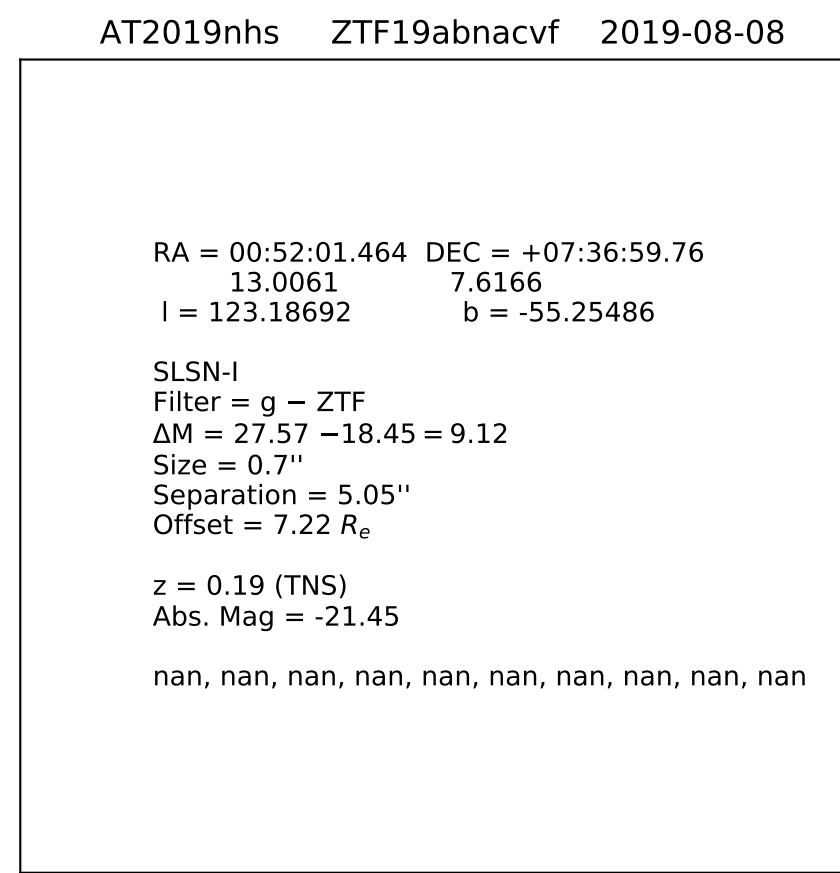 AT2019nhs ZTF19abnacvf 2019-08-08
RA = 00:52:01.464 DEC = +07:36:59.76
13.0061 7.6166
l = 123.18692 b = -55.25486
SLSN-I
Filter = g − ZTF
ΔM = 27.57 −18.45 = 9.12
Size = 0.7''
Separation = 5.05''
Offset = 7.22 Rₑ
z = 0.19 (TNS)
Abs. Mag = -21.45
nan, nan, nan, nan, nan, nan, nan, nan, nan, nan